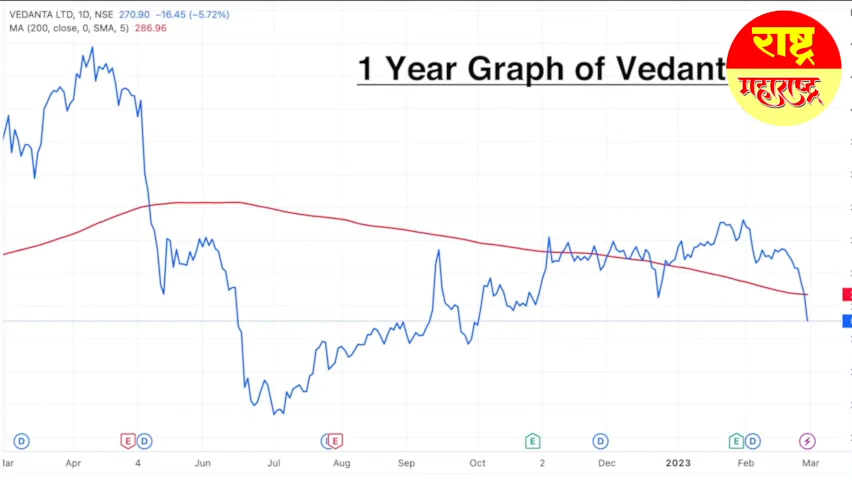 VEDANTA LTD, 1D, NSE 270.90 −16.45 (−5.72%)
MA (200, close, 0, SMA, 5) 286.96
1 Year Graph of Vedant
राष्ट्र
महाराष्ट्र
D E D E E D E D
Mar Apr 4 Jun Jul Aug Sep Oct 2 Dec 2023 Feb Mar